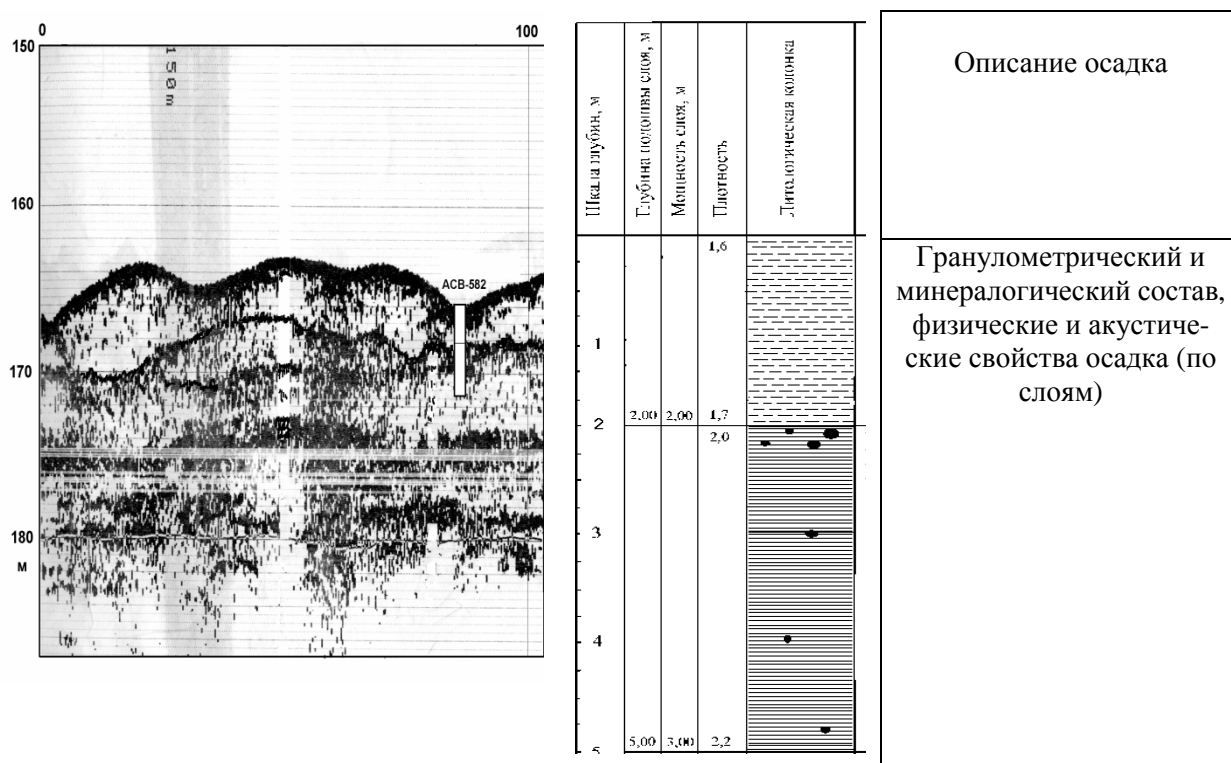 0 100
150
150m
160
170
180
м
АСВ-582
Шкала глубин, м
Глубина подошвы слоя, м
Мощность слоя, м
Плотность
Литологическая колонка
Описание осадка
1,6
1
2,00 2,00 1,7
2
2,0
3
4
5,00 3,00 2,2
5
Гранулометрический и
минералогический состав,
физические и акустиче-
ские свойства осадка (по
слоям)